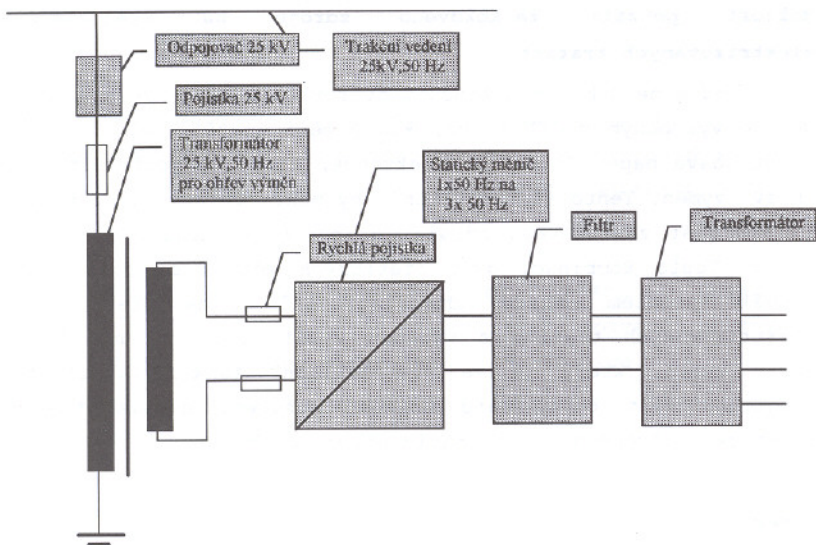 Odpojovač 25 kV
Trakční vedení
25kV,50 Hz
Pojistka 25 kV
Transformátor
25 kV,50 Hz
pro ohřev výměn
Statický měnič
1x50 Hz na
3x 50 Hz
Rychlá pojistka
Filtr
Transformátor